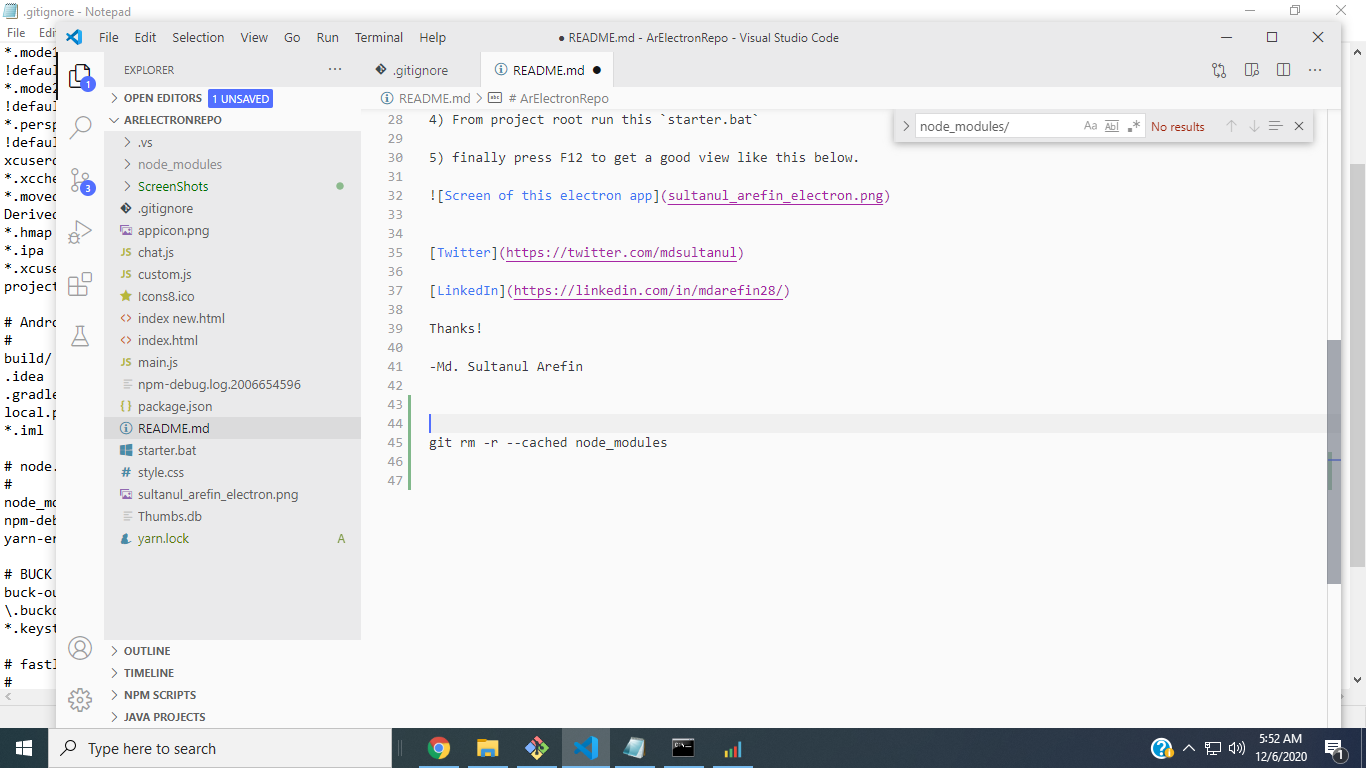 .gitignore - Notepad
File
*.mode1
!defaul
*.mode2
!defaul
*.persp
!defaul
xcuserc
*.xcche
*.moved
Derived
*.hmap
*.ipa
*.xcuse
project
# Andro
#
build/
.idea
.gradle
local.p
*.iml
# node.
#
node_mo
npm-deb
yarn-er
# BUCK
buck-ou
\.buckd
*.keyst
# fastl
#
File Edit Selection View Go Run Terminal Help
● README.md - ArElectronRepo - Visual Studio Code
1
3
EXPLORER ···
OPEN EDITORS 1 UNSAVED
ARELECTRONREPO
.vs
node_modules
ScreenShots
.gitignore
appicon.png
JS chat.js
JS custom.js
Icons8.ico
<> index new.html
<> index.html
JS main.js
npm-debug.log.2006654596
{} package.json
README.md
starter.bat
# style.css
sultanul_arefin_electron.png
Thumbs.db
yarn.lock A
OUTLINE
TIMELINE
NPM SCRIPTS
JAVA PROJECTS
.gitignore
README.md ●
README.md > abc # ArElectronRepo
node_modules/ Aa Abl .* No results
28 4) From project root run this `starter.bat`
29
30 5) finally press F12 to get a good view like this below.
31
32 ![Screen of this electron app](sultanul_arefin_electron.png)
33
34
35 [Twitter](https://twitter.com/mdsultanul)
36
37 [LinkedIn](https://linkedin.com/in/mdarefin28/)
38
39 Thanks!
40
41 -Md. Sultanul Arefin
42
43
44
45 git rm -r --cached node_modules
46
47
Type here to search
5:52 AM
12/6/2020
1